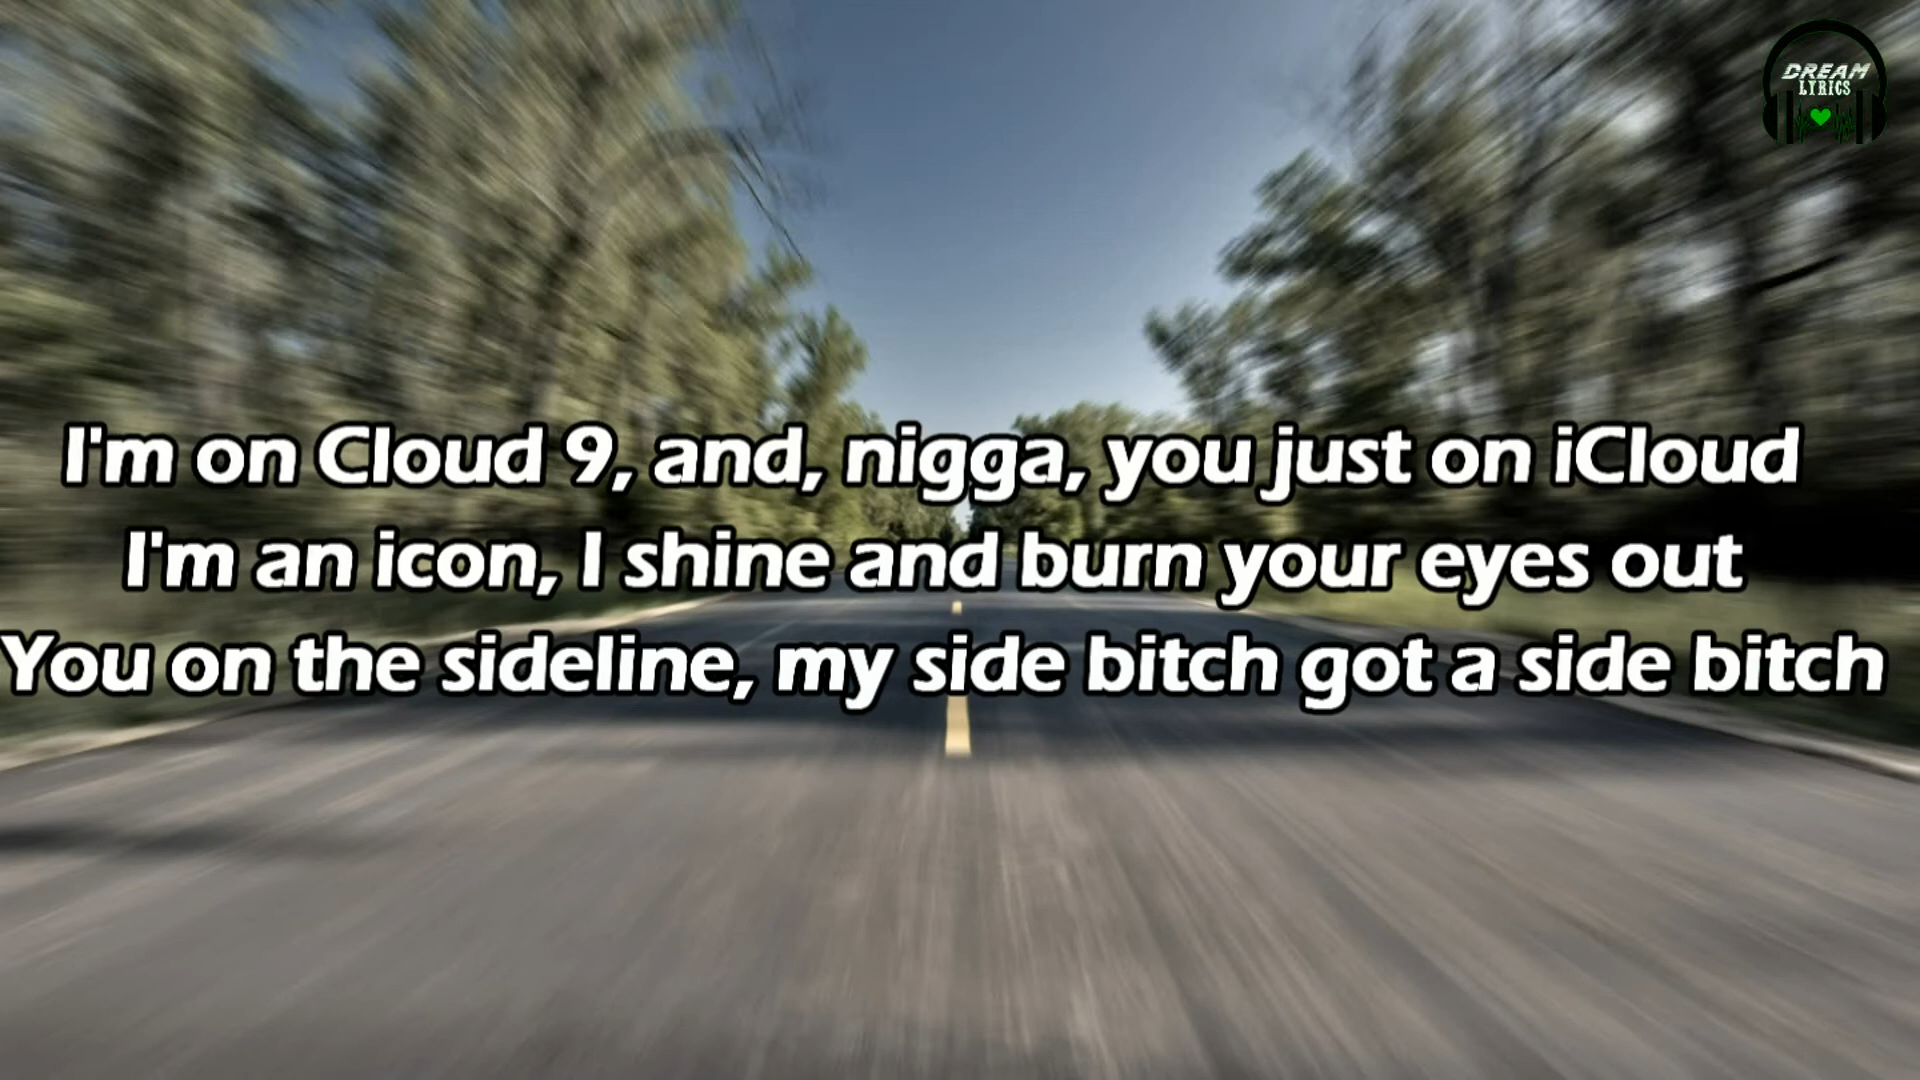 DREAM
LYRICS
I'm on Cloud 9, and, nigga, you just on iCloud
I'm an icon, I shine and burn your eyes out
You on the sideline, my side bitch got a side bitch